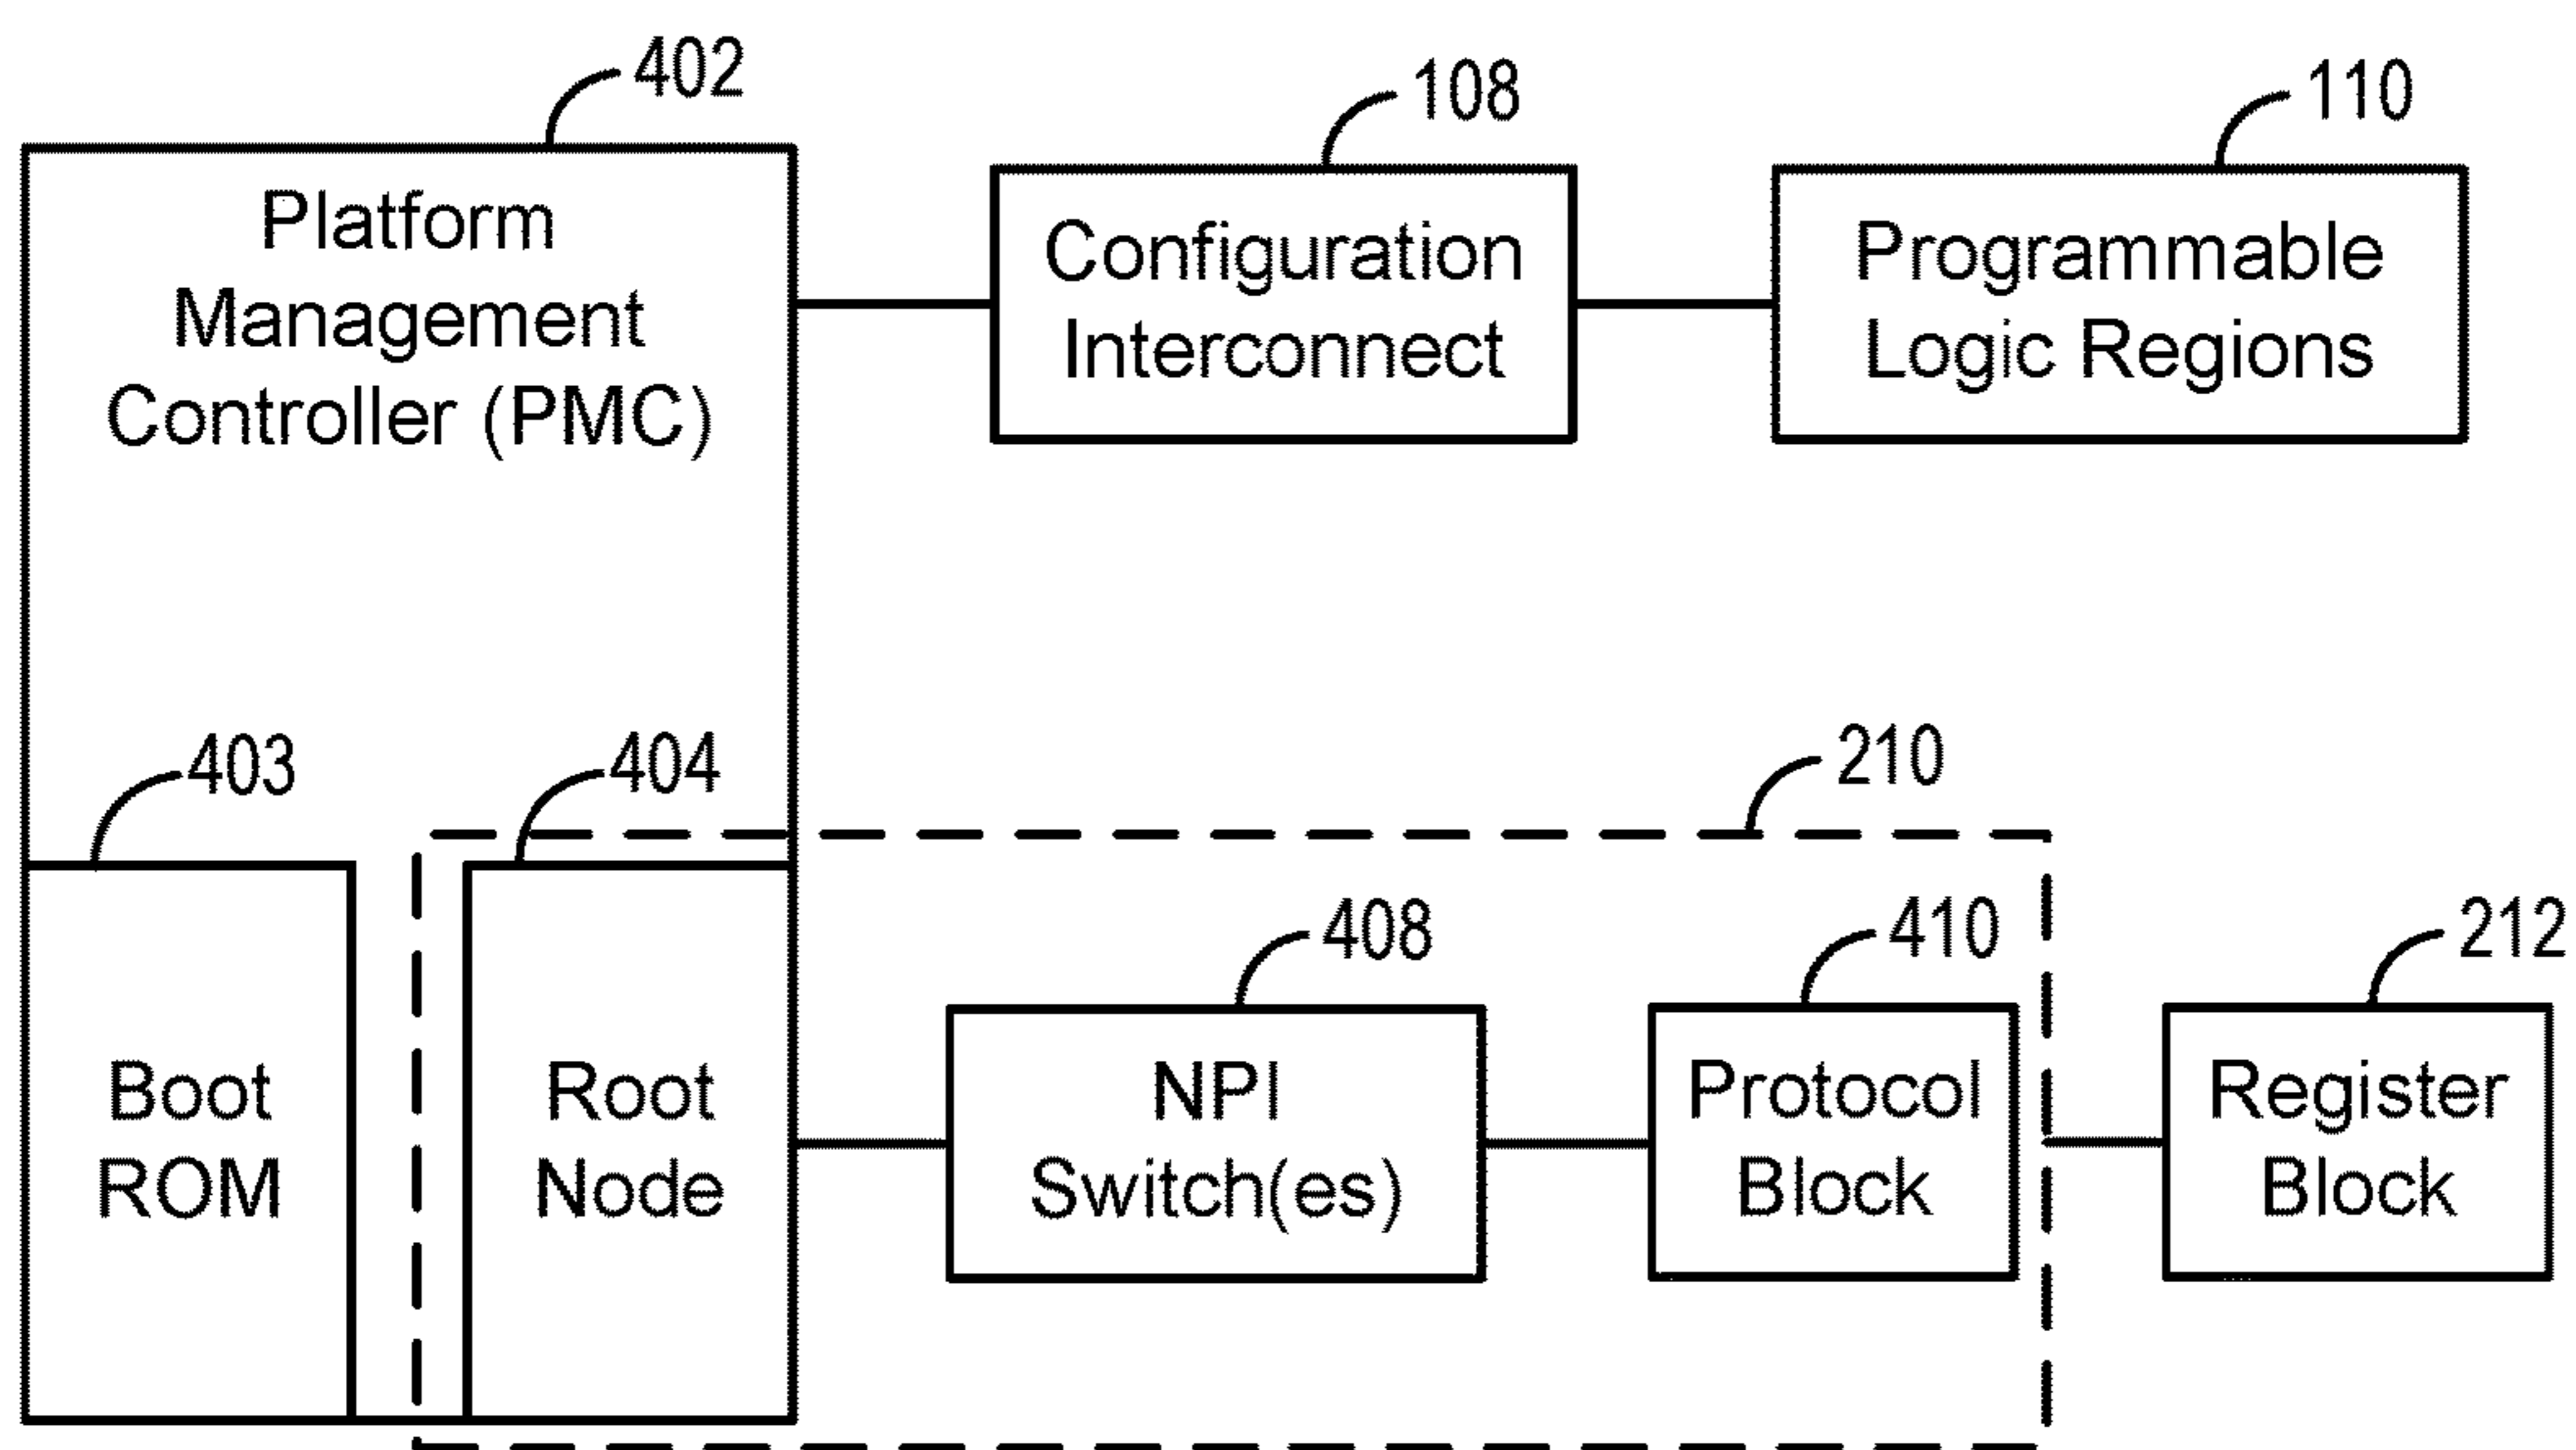 402
108
110
Platform
Management
Controller (PMC)
Configuration
Interconnect
Programmable
Logic Regions
403
404
210
408
410
212
Boot
ROM
Root
Node
NPI
Switch(es)
Protocol
Block
Register
Block